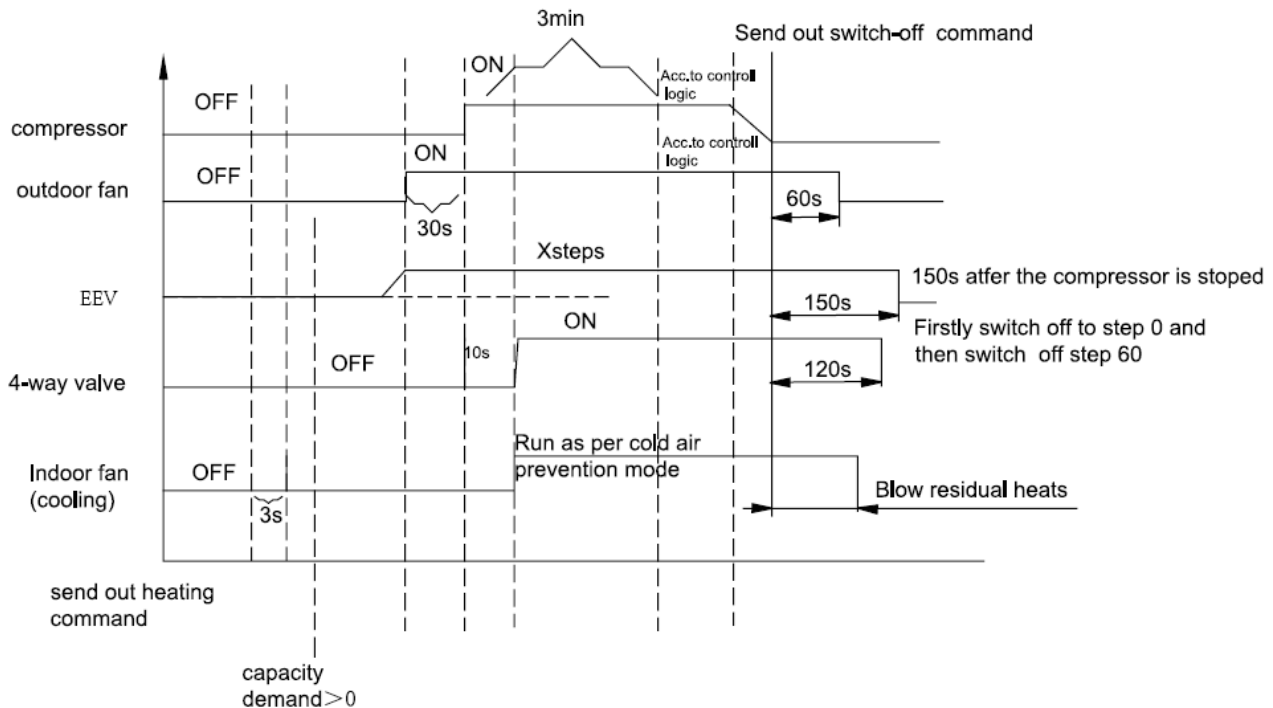 3min
Send out switch-off command
ON
Acc.to control
logic
OFF
compressor
ON
Acc.to controll
logic
OFF
outdoor fan
60s
30s
Xsteps
150s atfer the compressor is stoped
EEV
150s
ON
Firstly switch off to step 0 and
then switch off step 60
10s
OFF
120s
4-way valve
Run as per cold air
prevention mode
Indoor fan
(cooling)
OFF
Blow residual heats
3s
send out heating
command
capacity
demand>0